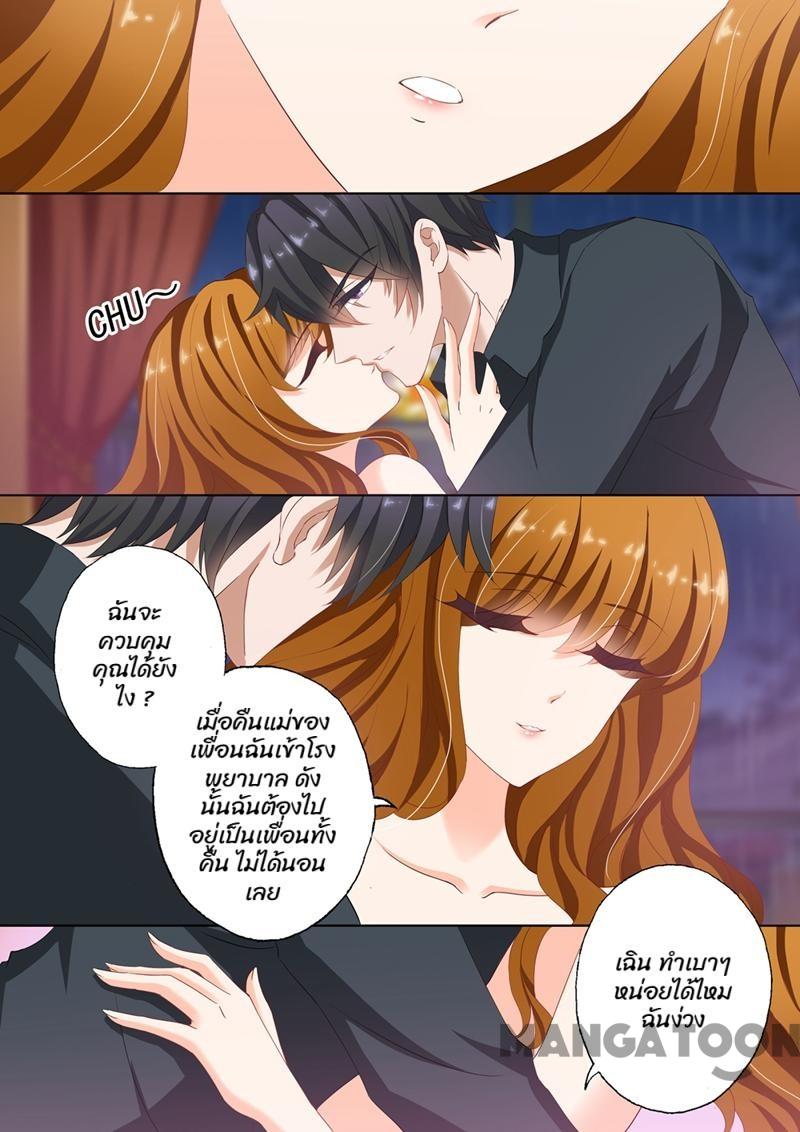 CHU~
ฉันจะ
ควบคุม
คุณได้ยัง
ไง ?
เมื่อคืนแม่ของ
เพื่อนฉันเข้าโรง
พยาบาล ดัง
นั้นฉันต้องไป
อยู่เป็นเพื่อนทั้ง
คืน ไม่ได้นอน
เลย
เฉิน ทำเบาๆ
หน่อยได้ไหม
ฉันง่วง
MANGATOON